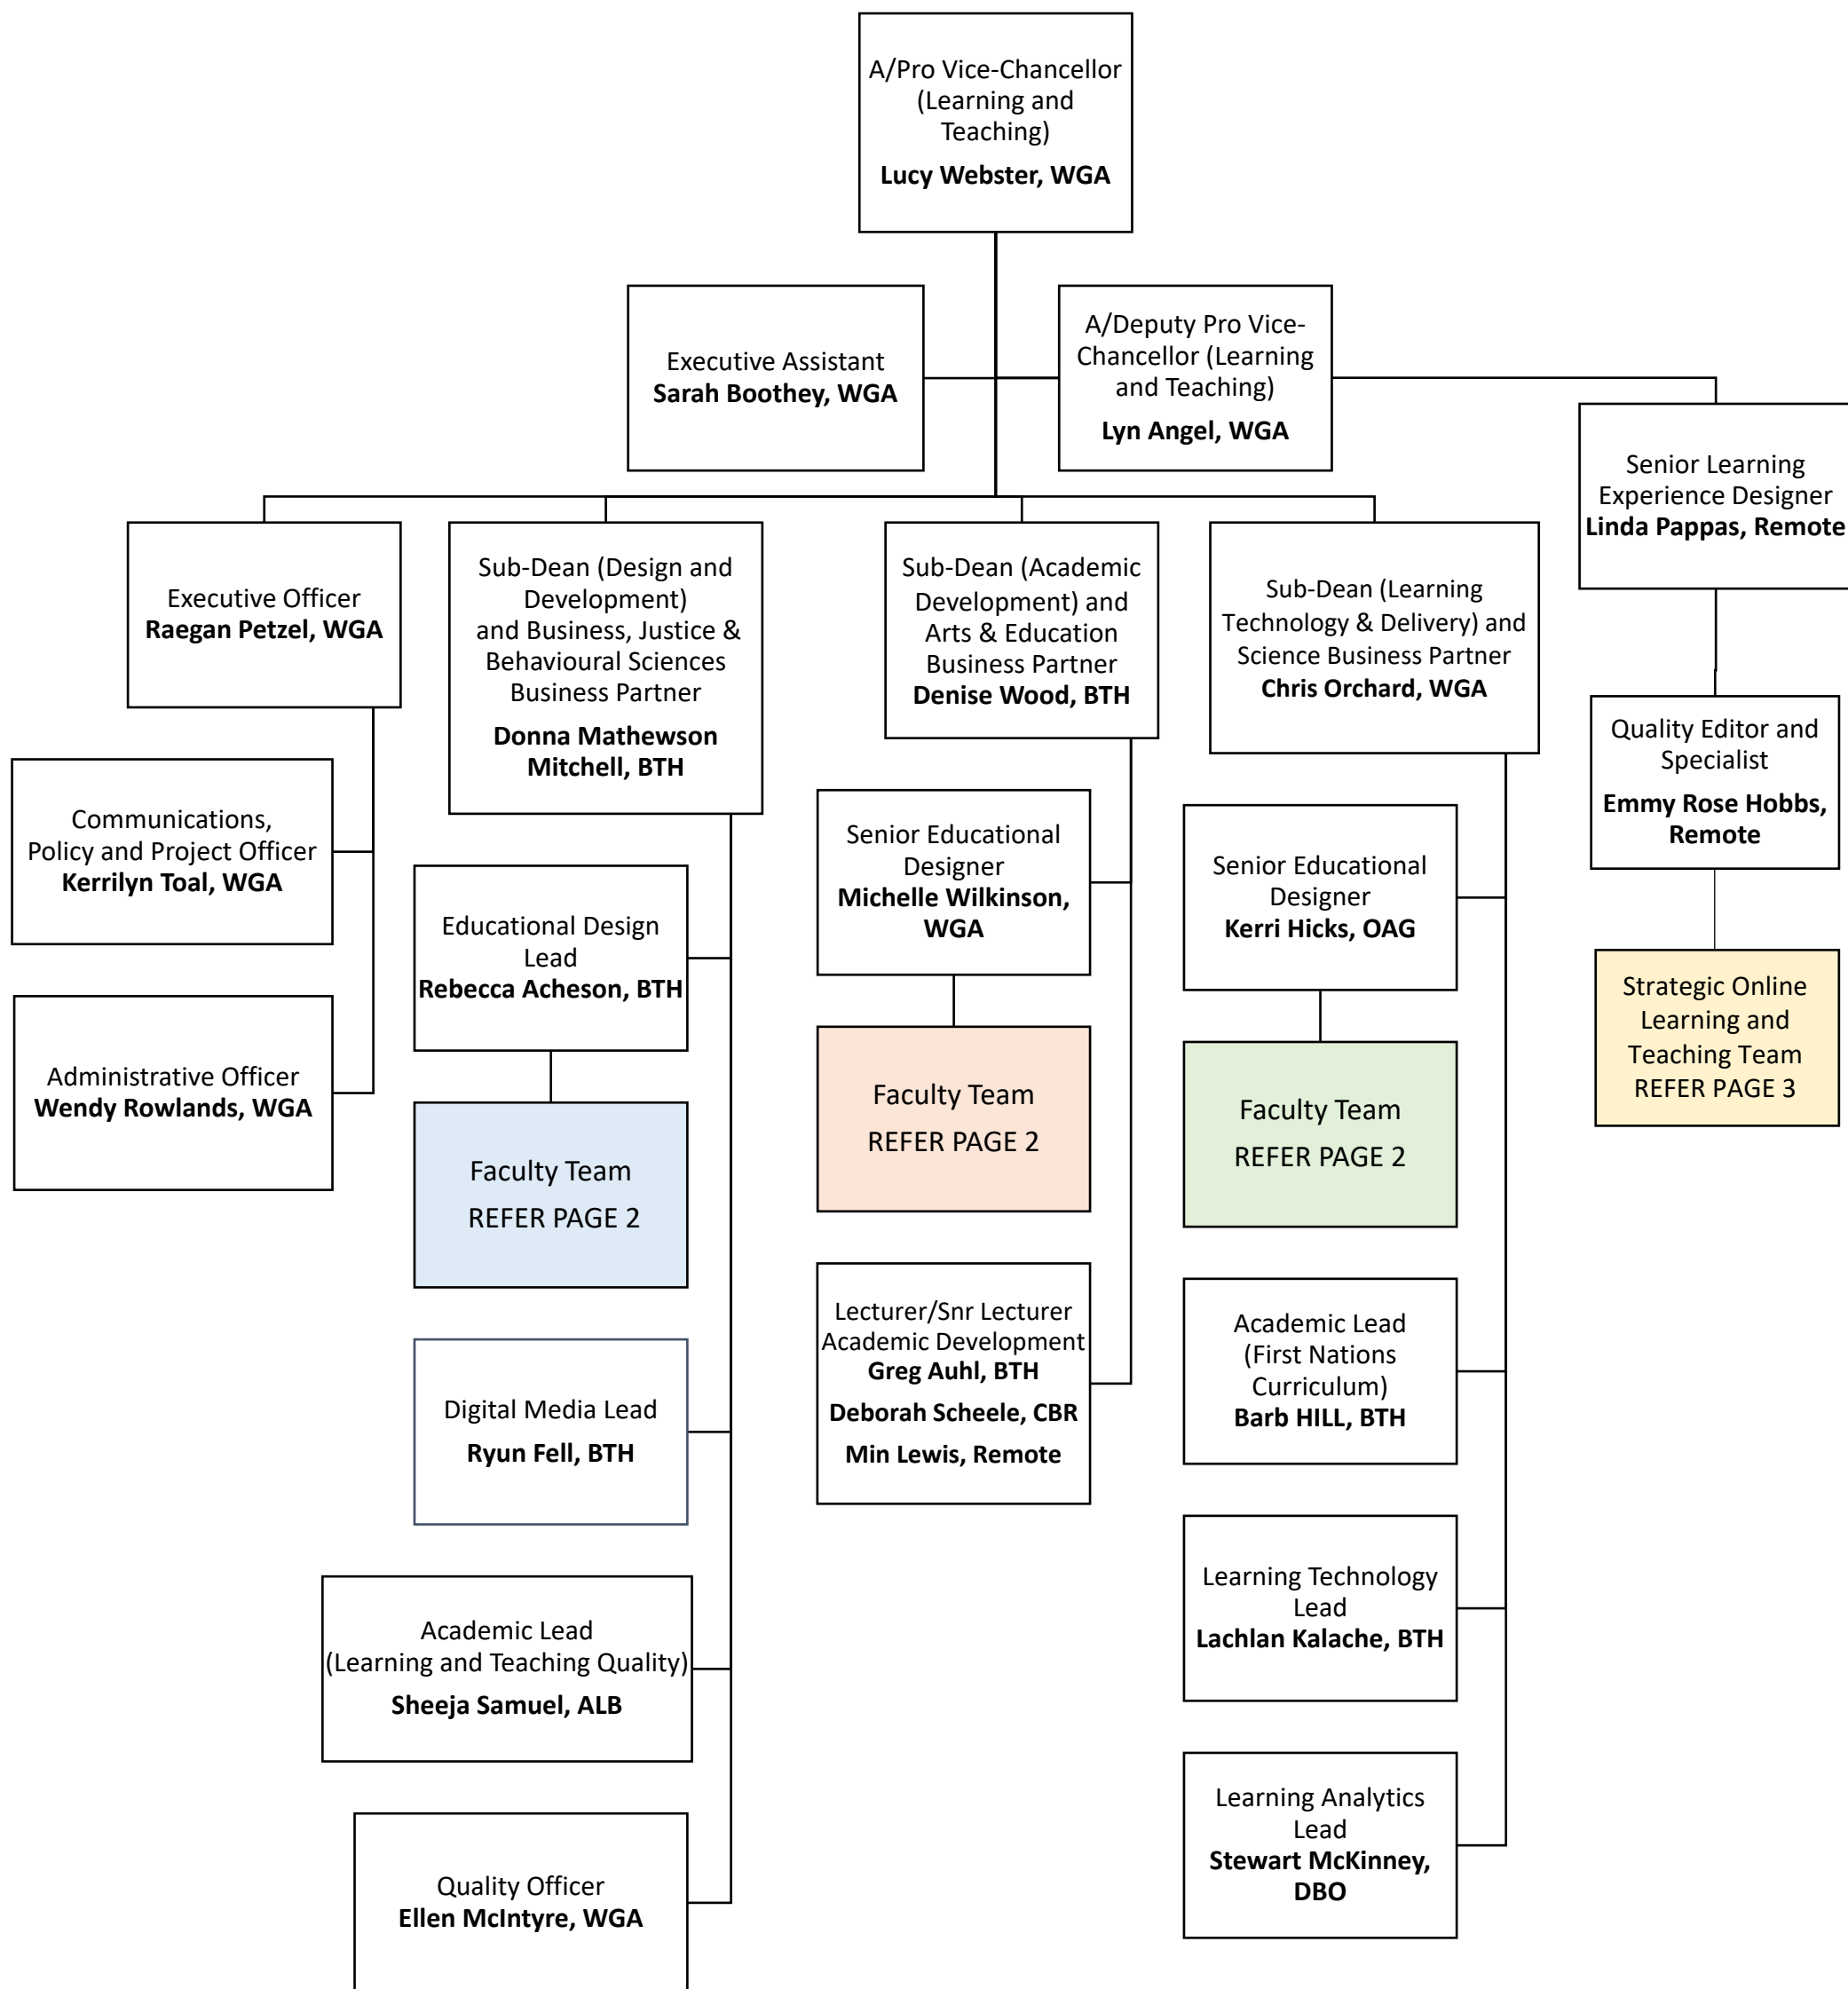 A/Pro Vice-Chancellor
(Learning and
Teaching)
Lucy Webster, WGA
Executive Assistant
Sarah Boothey, WGA
A/Deputy Pro Vice-
Chancellor (Learning
and Teaching)
Lyn Angel, WGA
Senior Learning
Experience Designer
Linda Pappas, Remote
Executive Officer
Raegan Petzel, WGA
Sub-Dean (Design and
Development)
and Business, Justice &
Behavioural Sciences
Business Partner
Donna Mathewson
Mitchell, BTH
Sub-Dean (Academic
Development) and
Arts & Education
Business Partner
Denise Wood, BTH
Sub-Dean (Learning
Technology & Delivery) and
Science Business Partner
Chris Orchard, WGA
Quality Editor and
Specialist
Emmy Rose Hobbs,
Remote
Communications,
Policy and Project Officer
Kerrilyn Toal, WGA
Educational Design
Lead
Rebecca Acheson, BTH
Senior Educational
Designer
Michelle Wilkinson,
WGA
Senior Educational
Designer
Kerri Hicks, OAG
Strategic Online
Learning and
Teaching Team
REFER PAGE 3
Administrative Officer
Wendy Rowlands, WGA
Faculty Team
REFER PAGE 2
Faculty Team
REFER PAGE 2
Faculty Team
REFER PAGE 2
Digital Media Lead
Ryun Fell, BTH
Lecturer/Snr Lecturer
Academic Development
Greg Auhl, BTH
Deborah Scheele, CBR
Min Lewis, Remote
Academic Lead
(First Nations
Curriculum)
Barb HILL, BTH
Academic Lead
(Learning and Teaching Quality)
Sheeja Samuel, ALB
Learning Technology
Lead
Lachlan Kalache, BTH
Quality Officer
Ellen McIntyre, WGA
Learning Analytics
Lead
Stewart McKinney,
DBO